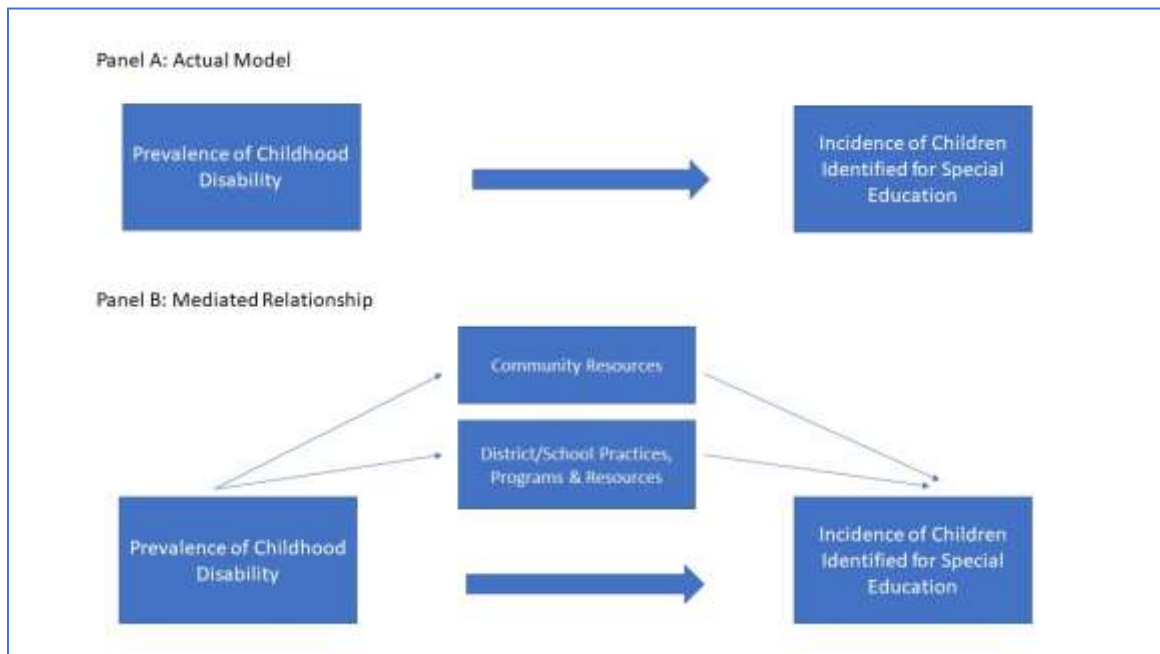 Panel A: Actual Model
Prevalence of Childhood
Disability
Incidence of Children
Identified for Special
Education
Panel B: Mediated Relationship
Community Resources
District/School Practices,
Programs & Resources
Prevalence of Childhood
Disability
Incidence of Children
Identified for Special
Education